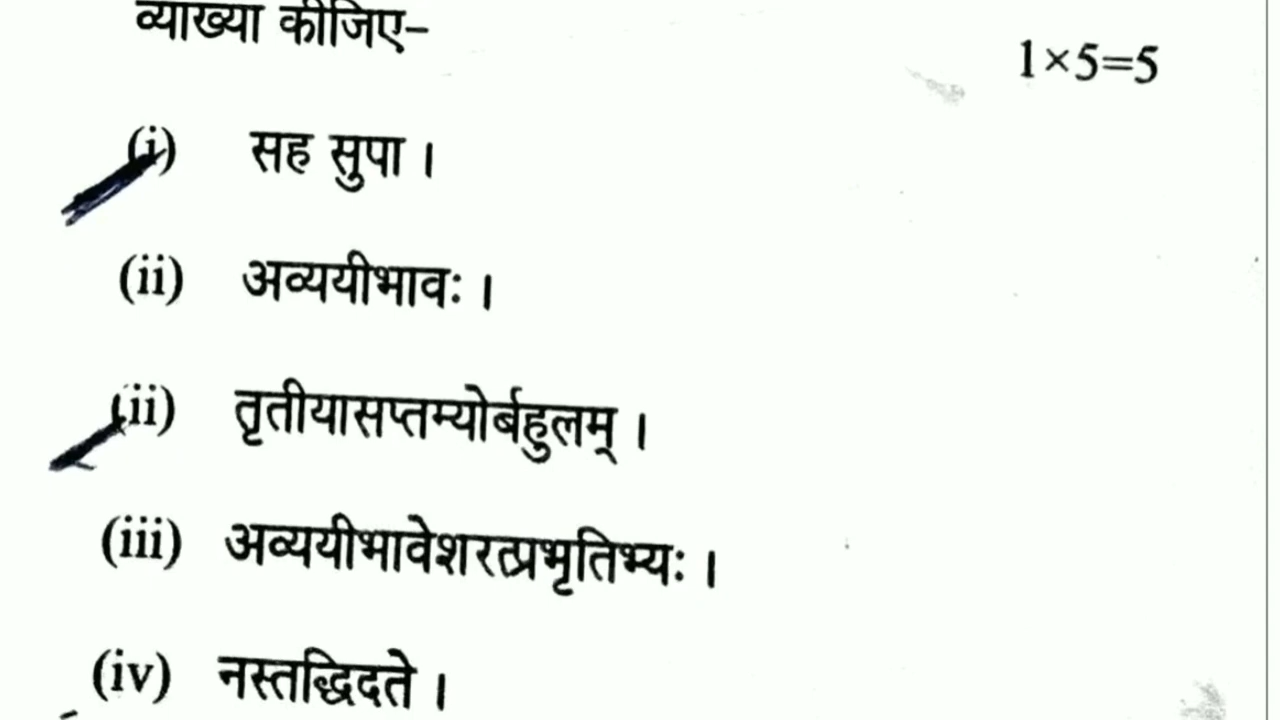 व्याख्या कीजिए–
1×5=5
(i) सह सुपा ।
(ii) अव्ययीभावः ।
(ii) तृतीयासप्तम्योर्बहुलम् ।
(iii) अव्ययीभावेशरत्प्रभृतिभ्यः ।
(iv) नस्तद्धिदते ।